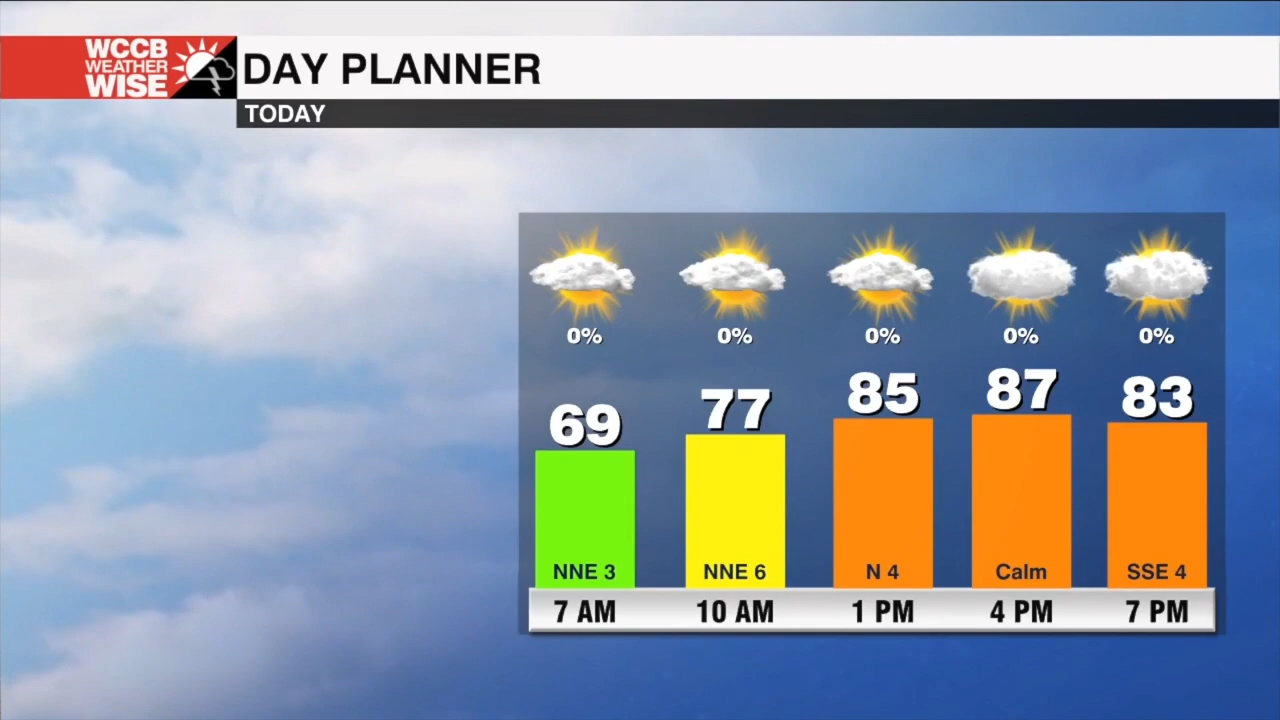 WCCB
WEATHER
WISE
DAY PLANNER
TODAY
0% 0% 0% 0% 0%
69 77 85 87 83
NNE 3 NNE 6 N 4 Calm SSE 4
7 AM 10 AM 1 PM 4 PM 7 PM